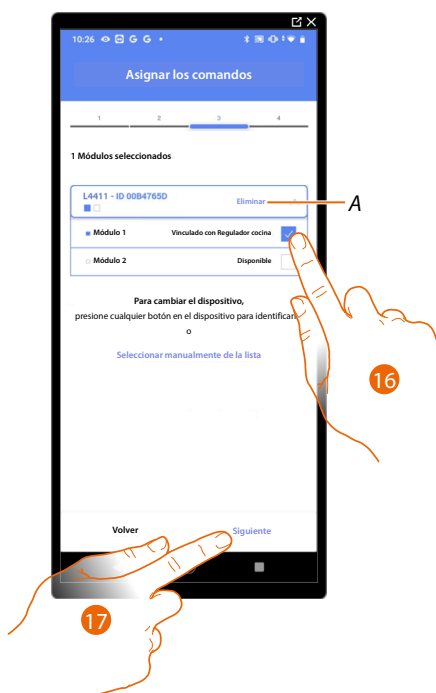 10:26 G G
Asignar los comandos
1 2 3 4
1 Módulos seleccionados
L4411 - ID 00B4765D
Eliminar
A
Módulo 1 Vinculado con Regulador cocina
Módulo 2 Disponible
Para cambiar el dispositivo,
presione cualquier botón en el dispositivo para identificar
o
Seleccionar manualmente de la lista
16
Volver Siguiente
17